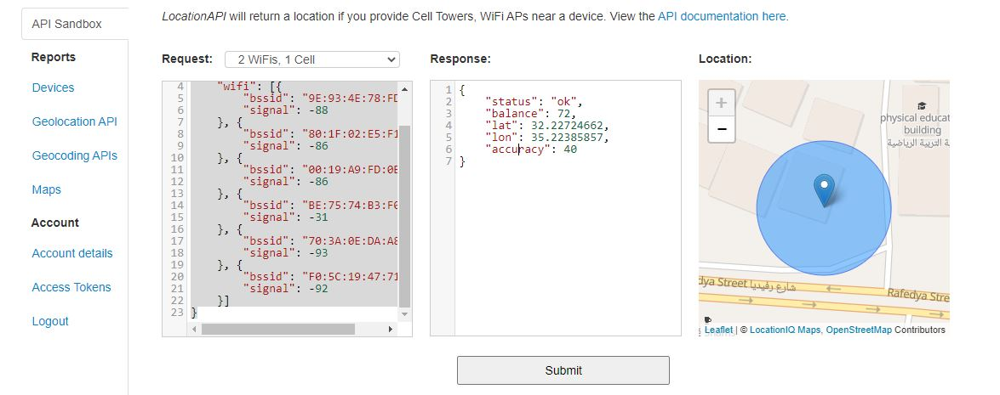 API Sandbox
Reports
Devices
Geolocation API
Geocoding APIs
Maps
Account
Account details
Access Tokens
Logout
LocationAPI will return a location if you provide Cell Towers, WiFi APs near a device. View the API documentation here.
Request:
2 WiFis, 1 Cell
4 "wifi": [{
5 "bssid": "9E:93:4E:78:FD
6 "signal": -88
7 }, {
8 "bssid": "80:1F:02:E5:F1
9 "signal": -86
10 }, {
11 "bssid": "00:19:A9:FD:0E
12 "signal": -86
13 }, {
14 "bssid": "BE:75:74:B3:F6
15 "signal": -31
16 }, {
17 "bssid": "70:3A:0E:DA:A8
18 "signal": -93
19 }, {
20 "bssid": "F0:5C:19:47:71
21 "signal": -92
22 }]
23 }
Response:
1 {
2 "status": "ok",
3 "balance": 72,
4 "lat": 32.22724662,
5 "lon": 35.22385857,
6 "accuracy": 40
7 }
Location:
+
−
physical educat
building
ة التربية الرياضية
dya Street شارع رفيديا
Rafedya Stre
Leaflet | © LocationIQ Maps, OpenStreetMap Contributors
Submit